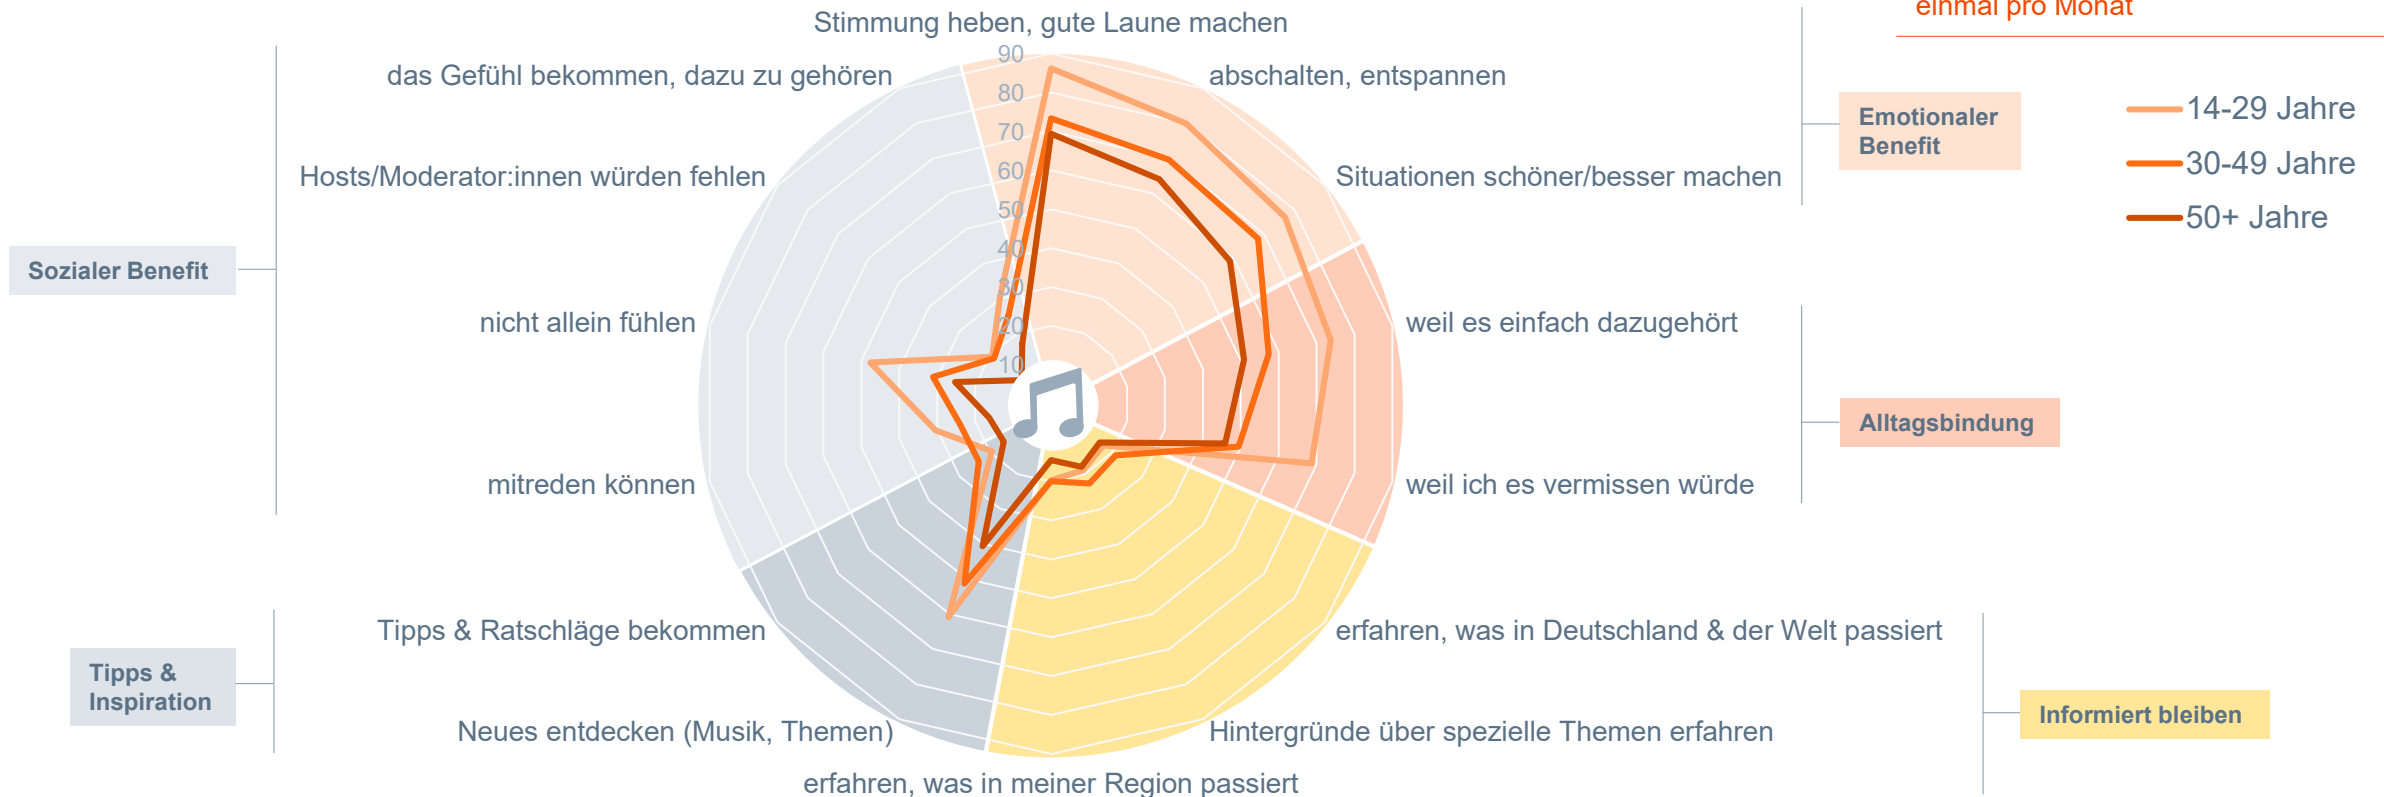 einmal pro Monat
Stimmung heben, gute Laune machen
das Gefühl bekommen, dazu zu gehören
abschalten, entspannen
Hosts/Moderator:innen würden fehlen
Situationen schöner/besser machen
nicht allein fühlen
weil es einfach dazugehört
mitreden können
weil ich es vermissen würde
Tipps & Ratschläge bekommen
erfahren, was in Deutschland & der Welt passiert
Neues entdecken (Musik, Themen)
Hintergründe über spezielle Themen erfahren
erfahren, was in meiner Region passiert
90
80
70
60
50
40
30
20
10
Sozialer Benefit
Tipps &
Inspiration
Emotionaler
Benefit
Alltagsbindung
Informiert bleiben
14-29 Jahre
30-49 Jahre
50+ Jahre